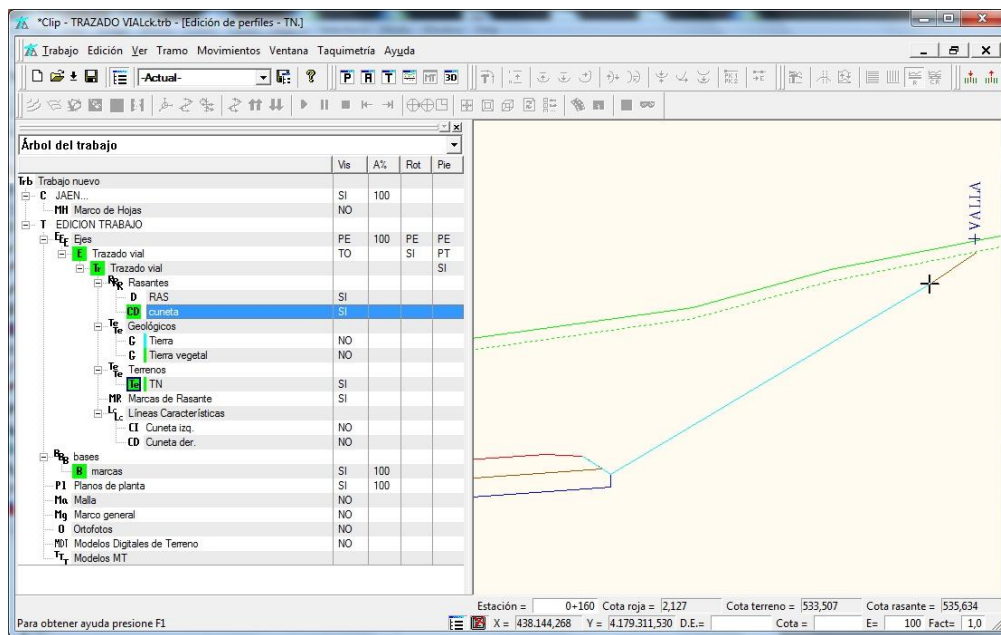 *Clip - TRAZADO VIALck.trb - [Edición de perfiles - TN.]
Trabajo Edición Ver Tramo Movimientos Ventana Taquimetría Ayuda
-Actual-
P R T MT 3D
Árbol del trabajo
Vis A% Rot Pie
Trb Trabajo nuevo
C JAEN... SI 100
MH Marco de Hojas NO
T EDICION TRABAJO
Ejes PE 100 PE PE
E Trazado vial TO SI PT
Tr Trazado vial SI
Rasantes
D RAS SI
CD cuneta SI
Geológicos
G Tierra NO
G Tierra vegetal NO
Terrenos
Te TN SI
MR Marcas de Rasante SI
Líneas Características
CI Cuneta izq. NO
CD Cuneta der. NO
bases
B marcas SI 100
Pl Planos de planta SI 100
Ma Malla NO
Mg Marco general NO
O Ortofotos NO
MDT Modelos Digitales de Terreno NO
Modelos MT
Estación = 0+160 Cota roja = 2,127 Cota terreno = 533,507 Cota rasante = 535,634
Para obtener ayuda presione F1
X = 438.144,268 Y = 4.179.311,530 D.E.= Cota = E= 100 Fact= 1,0